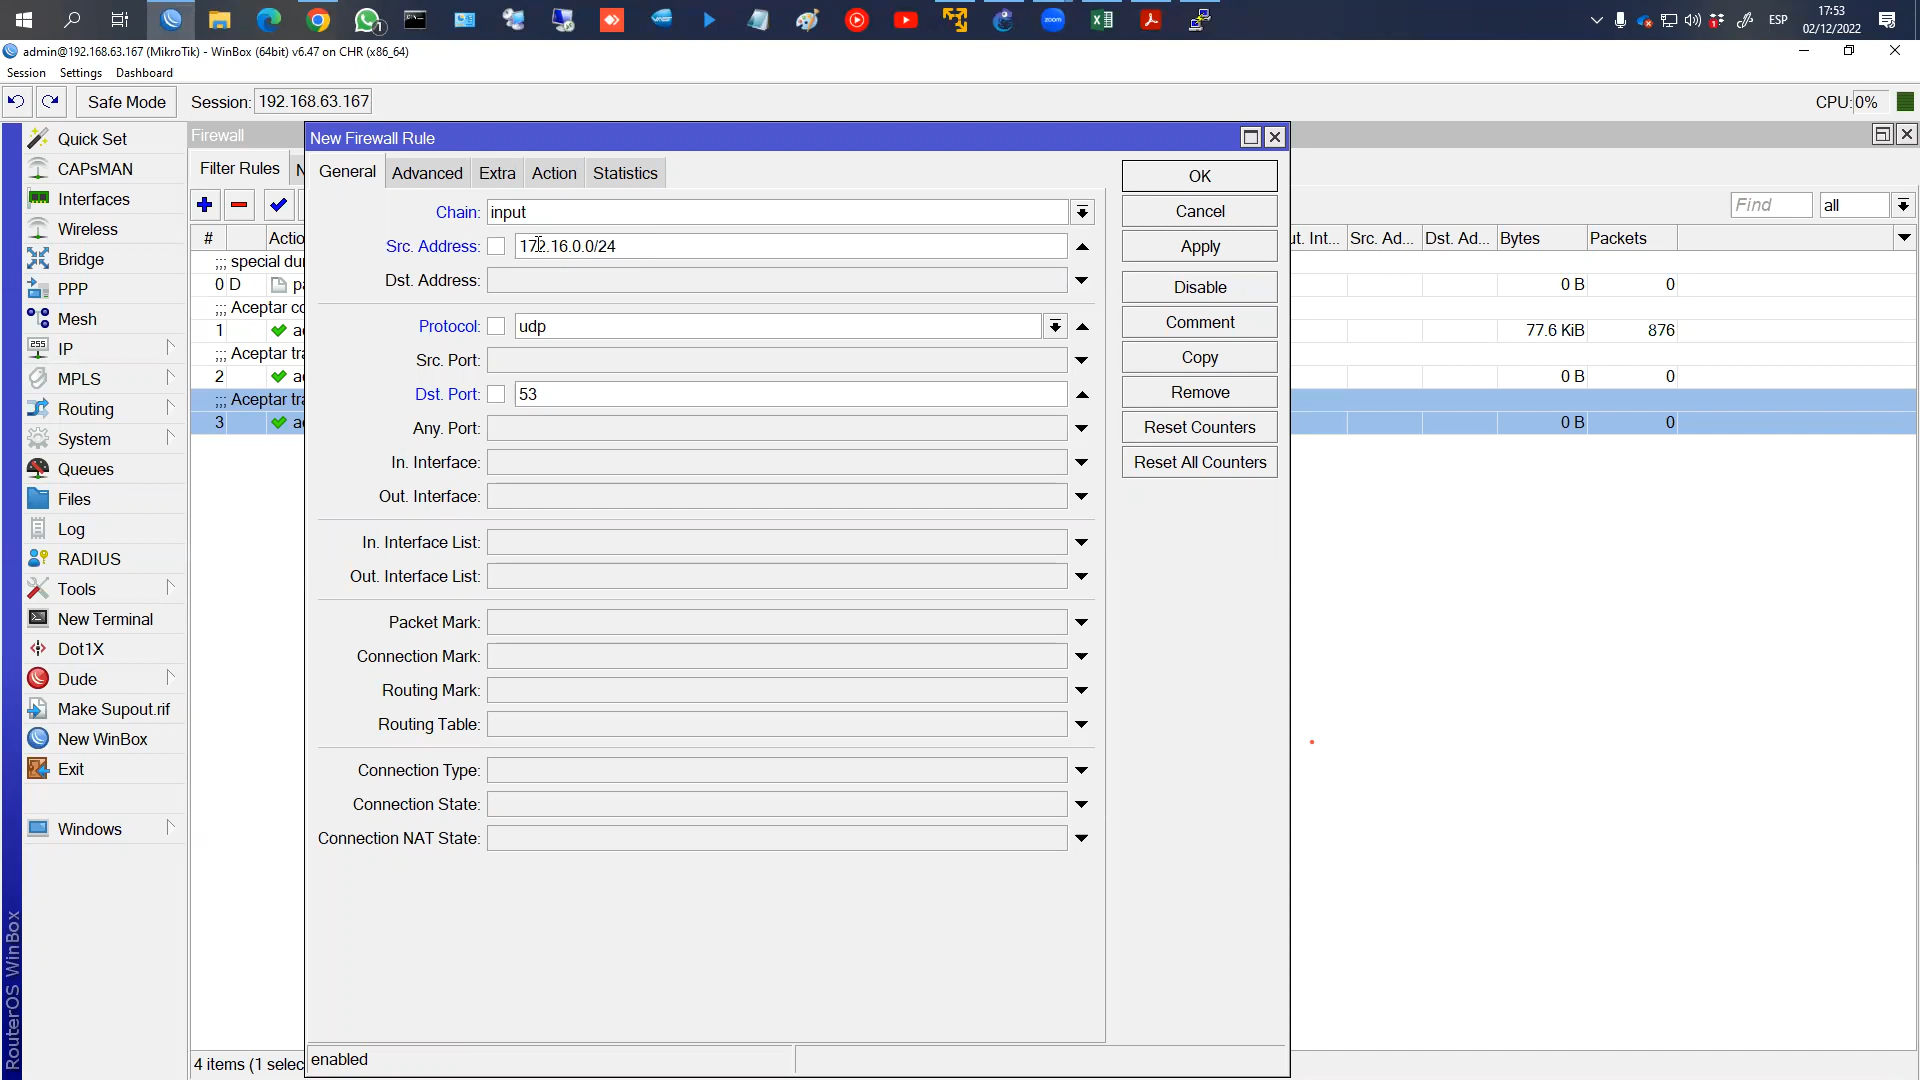 ESP
17:53
02/12/2022
admin@192.168.63.167 (MikroTik) - WinBox (64bit) v6.47 on CHR (x86_64)
Session Settings Dashboard
Safe Mode Session: 192.168.63.167 CPU: 0%
Quick Set
CAPsMAN
Interfaces
Wireless
Bridge
PPP
Mesh
IP
MPLS
Routing
System
Queues
Files
Log
RADIUS
Tools
New Terminal
Dot1X
Dude
Make Supout.rif
New WinBox
Exit
Windows
RouterOS WinBox
Firewall
Filter Rules N
Find all
# Actio
;;; special du
0 D pa
;;; Aceptar co
1 ac
;;; Aceptar tra
2 ac
;;; Aceptar tra
3 ac
4 items (1 selec
New Firewall Rule
General Advanced Extra Action Statistics
Chain: input
Src. Address: 172.16.0.0/24
Dst. Address:
Protocol: udp
Src. Port:
Dst. Port: 53
Any. Port:
In. Interface:
Out. Interface:
In. Interface List:
Out. Interface List:
Packet Mark:
Connection Mark:
Routing Mark:
Routing Table:
Connection Type:
Connection State:
Connection NAT State:
enabled
OK
Cancel
Apply
Disable
Comment
Copy
Remove
Reset Counters
Reset All Counters
ut. Int... Src. Ad... Dst. Ad... Bytes Packets
0 B 0
77.6 KiB 876
0 B 0
0 B 0